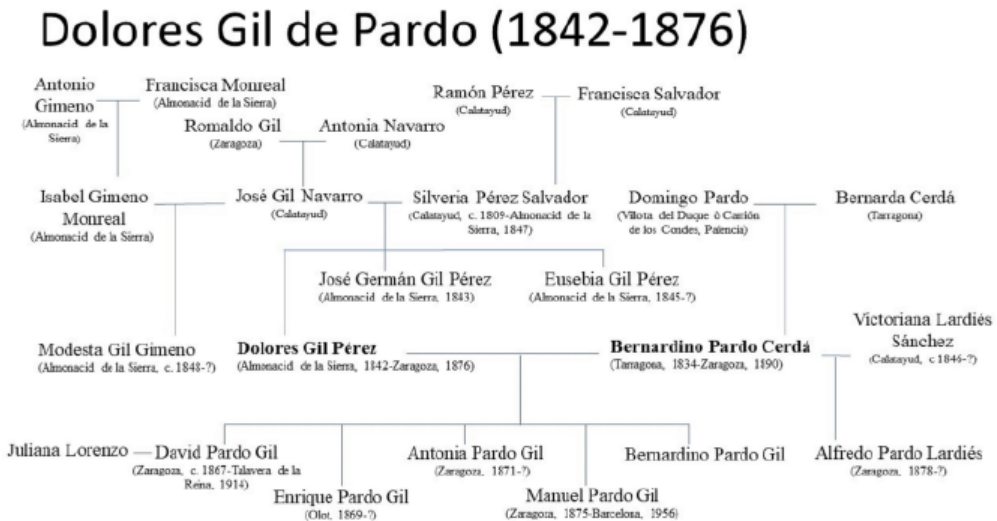 Dolores Gil de Pardo (1842-1876)
Antonio
Gimeno
(Almonacid de la
Sierra)
Francisca Monreal
(Almonacid de la Sierra)
Romaldo Gil
(Zaragoza)
Antonia Navarro
(Calatayud)
Ramón Pérez
(Calatayud)
Francisca Salvador
(Calatayud)
Isabel Gimeno
Monreal
(Almonacid de la Sierra)
José Gil Navarro
(Calatayud)
Silveria Pérez Salvador
(Calatayud, c. 1809-Almonacid de la
Sierra, 1847)
Domingo Pardo
(Villota del Duque ò Carrión
de los Condes, Palencia)
Bernarda Cerdá
(Tarragona)
José Germán Gil Pérez
(Almonacid de la Sierra, 1843)
Eusebia Gil Pérez
(Almonacid de la Sierra, 1845-?)
Modesta Gil Gimeno
(Almonacid de la Sierra, c. 1848-?)
Dolores Gil Pérez
(Almonacid de la Sierra, 1842-Zaragoza, 1876)
Bernardino Pardo Cerdá
(Tarragona, 1834-Zaragoza, 1890)
Victoriana Lardiés
Sánchez
(Calatayud, c 1846-?)
Juliana Lorenzo
David Pardo Gil
(Zaragoza, c. 1867-Talavera de la
Reina, 1914)
Enrique Pardo Gil
(Olot, 1869-?)
Antonia Pardo Gil
(Zaragoza, 1871-?)
Manuel Pardo Gil
(Zaragoza, 1875-Barcelona, 1956)
Bernardino Pardo Gil
Alfredo Pardo Lardiés
(Zaragoza, 1878-?)